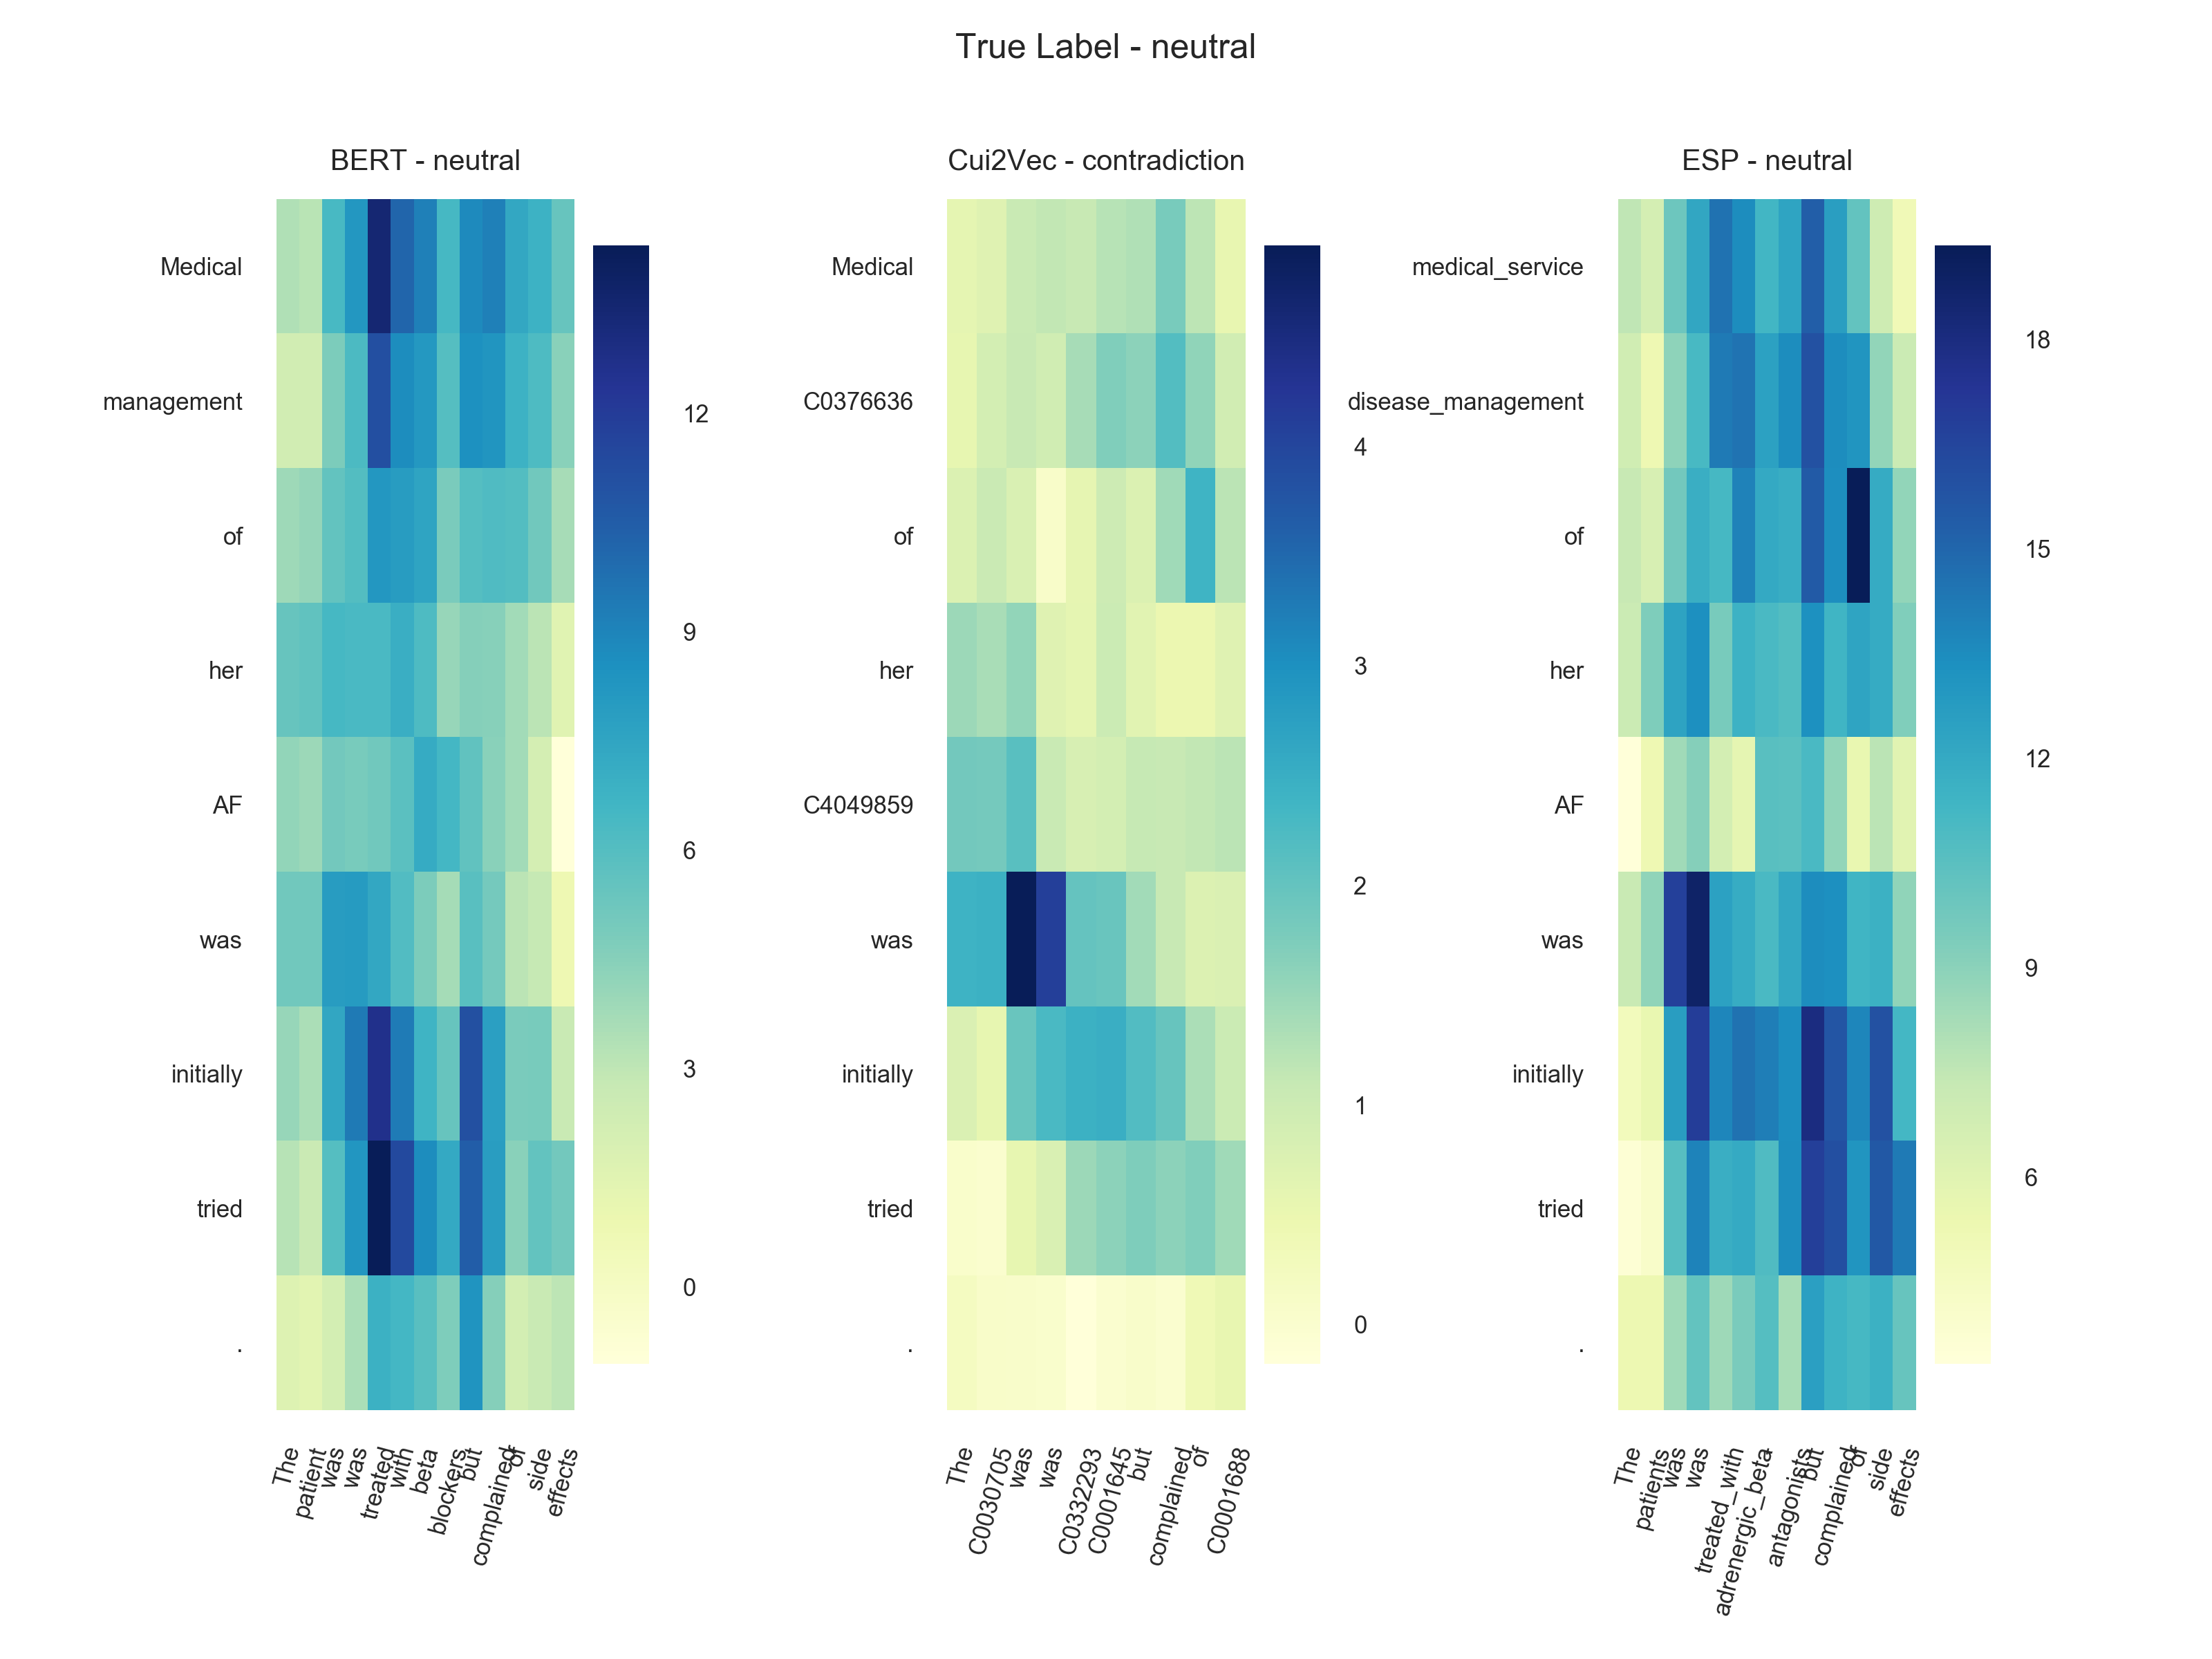 True Label - neutral
BERT - neutral
Medical
management
of
her
AF
was
initially
tried
.
The
patient
was
was
treated
with
beta
blockers
but
complained
of
side
effects
12
9
6
3
0
Cui2Vec - contradiction
Medical
C0376636
of
her
C4049859
was
initially
tried
.
The
C0030705
was
was
C0332293
C0001645
but
complained
of
C0001688
4
3
2
1
0
ESP - neutral
medical_service
disease_management
of
her
AF
was
initially
tried
.
The
patients
was
was
treated_with
adrenergic_beta
-
antagonists
but
complained
of
side
effects
18
15
12
9
6